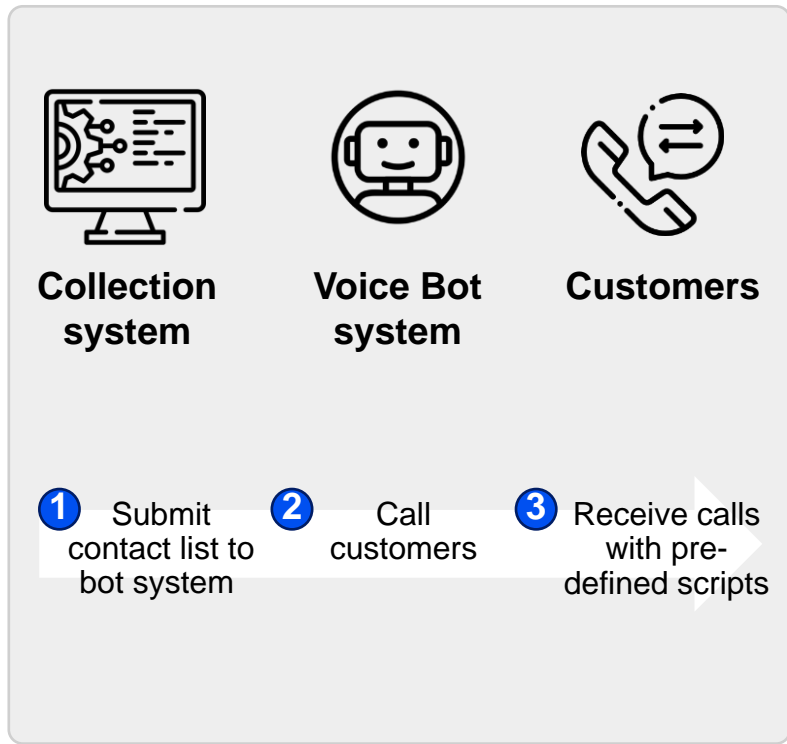 Collection
system
Voice Bot
system
Customers
1 Submit
contact list to
bot system
2 Call
customers
3 Receive calls
with pre-
defined scripts